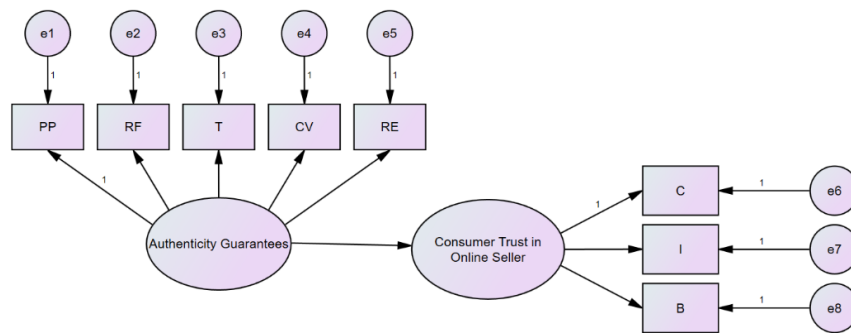 e1 e2 e3 e4 e5
1 1 1 1 1
PP RF T CV RE
1
Authenticity Guarantees
Consumer Trust in
Online Seller
1 C 1 e6
I 1 e7
B 1 e8